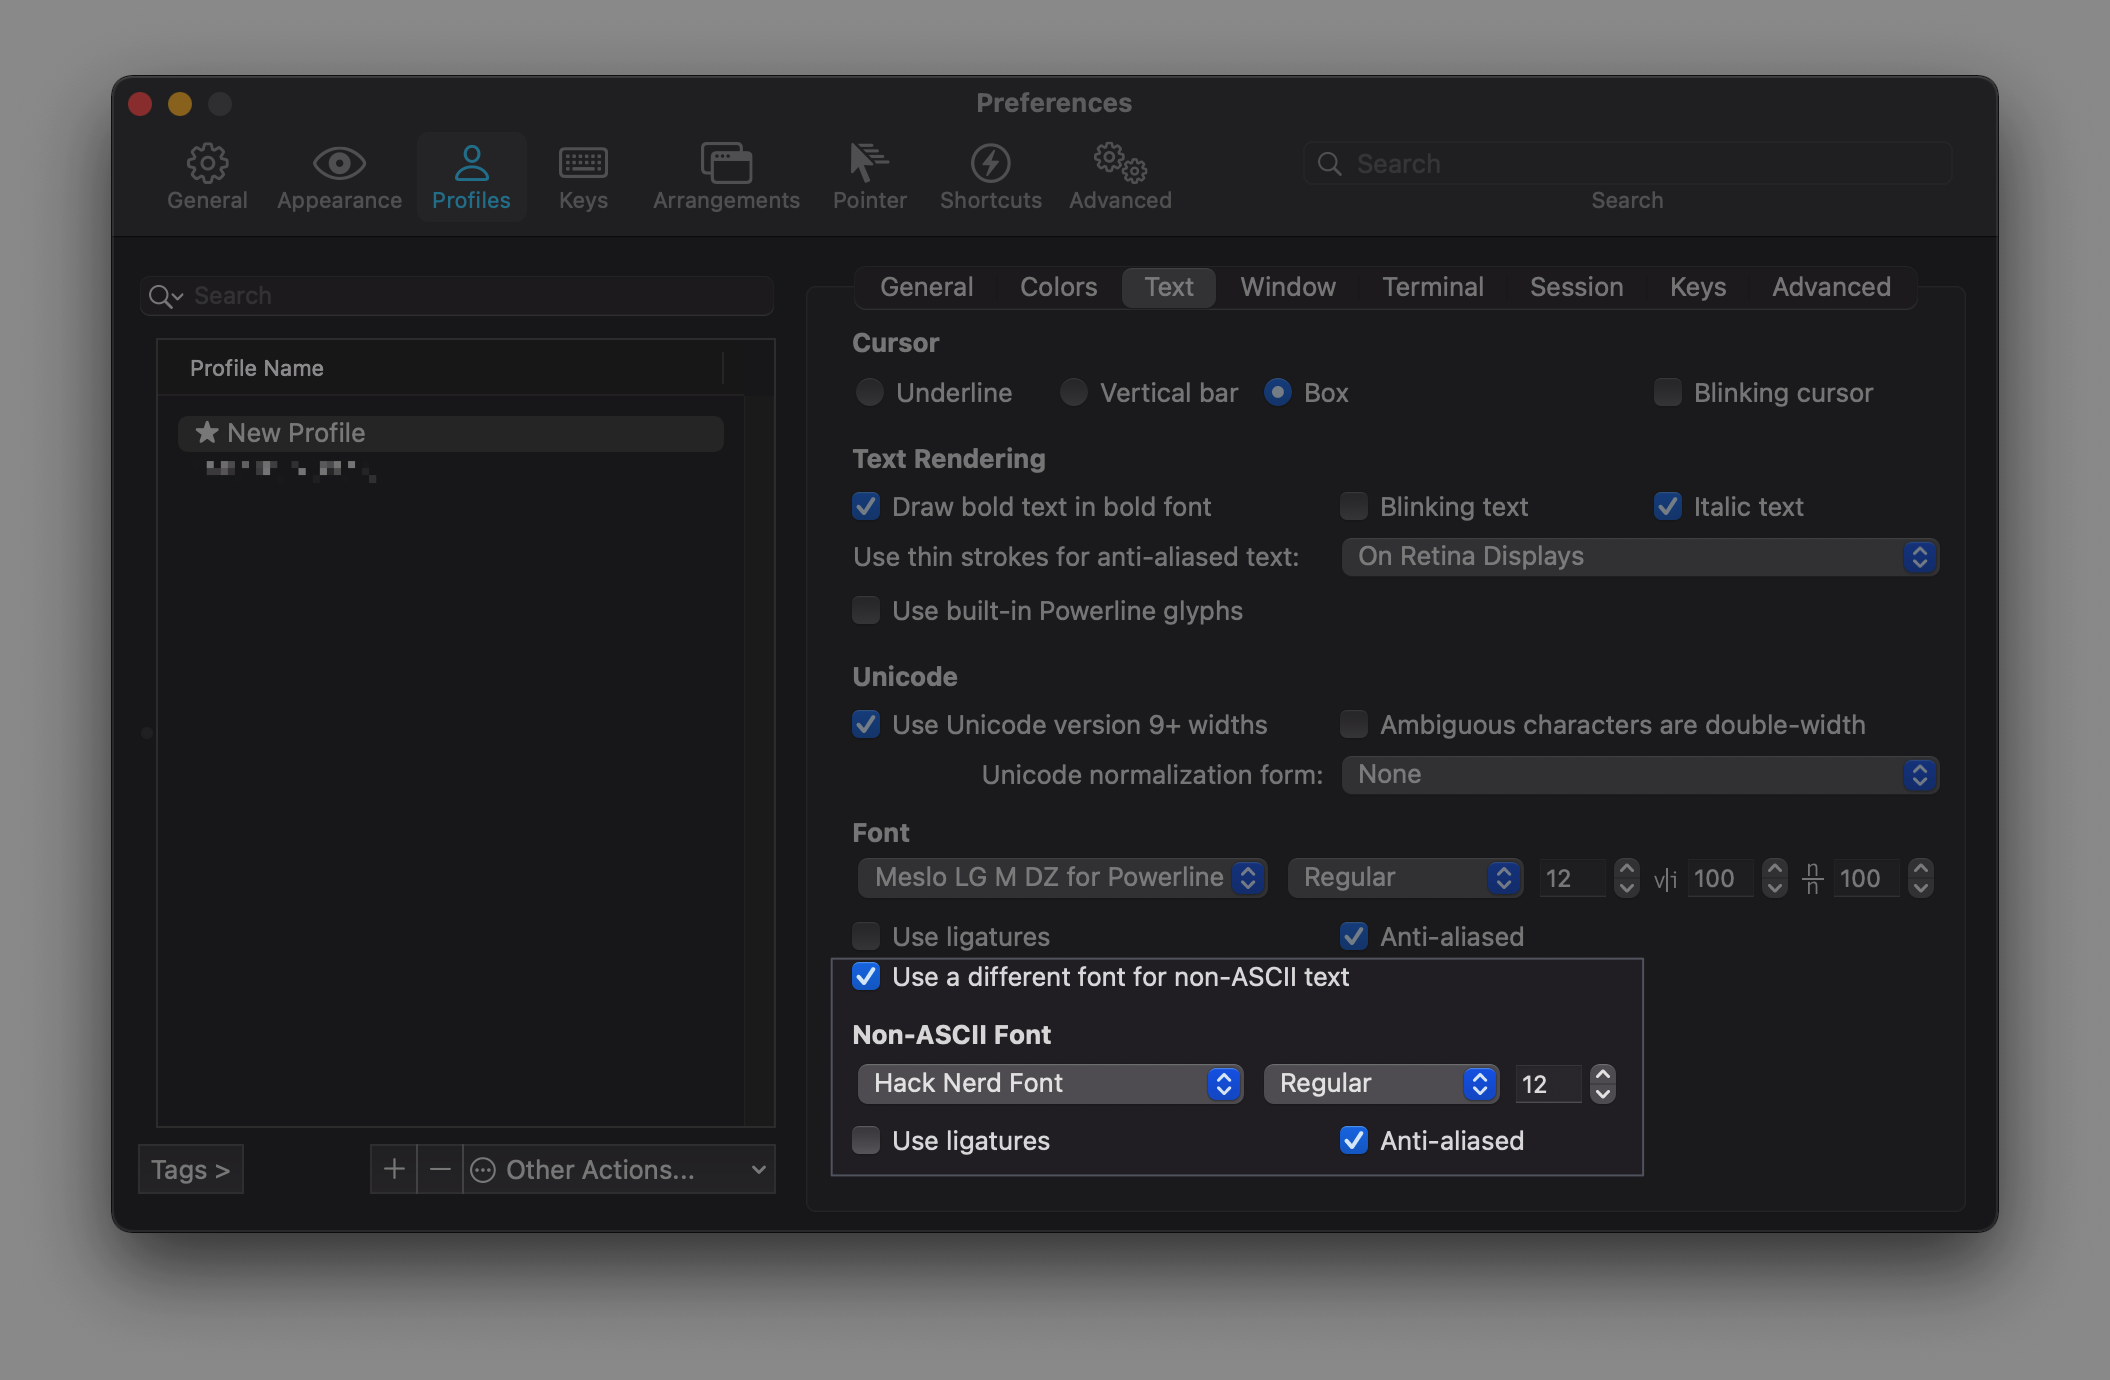 Preferences
General Appearance Profiles Keys Arrangements Pointer Shortcuts Advanced Search
Search
Search
Profile Name
★ New Profile
Tags >
+ − Other Actions...
General Colors Text Window Terminal Session Keys Advanced
Cursor
Underline Vertical bar Box Blinking cursor
Text Rendering
Draw bold text in bold font Blinking text Italic text
Use thin strokes for anti-aliased text: On Retina Displays
Use built-in Powerline glyphs
Unicode
Use Unicode version 9+ widths Ambiguous characters are double-width
Unicode normalization form: None
Font
Meslo LG M DZ for Powerline Regular 12 v|i 100 n/n 100
Use ligatures Anti-aliased
Use a different font for non-ASCII text
Non-ASCII Font
Hack Nerd Font Regular 12
Use ligatures Anti-aliased